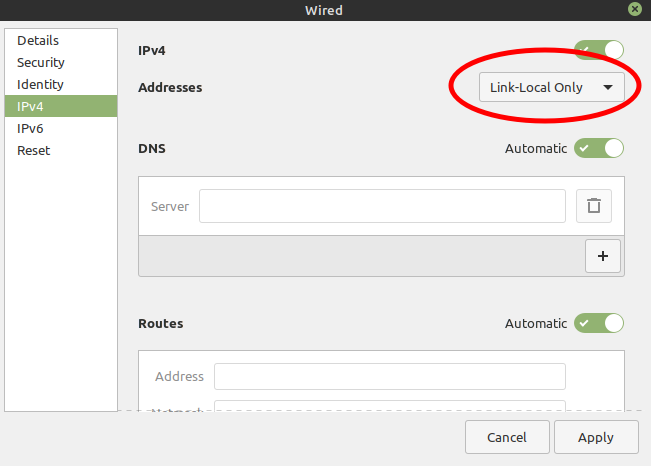 Wired
Details
Security
Identity
IPv4
IPv6
Reset
IPv4
Addresses
Link-Local Only
DNS
Automatic
Server
+
Routes
Automatic
Address
Netmask
Cancel
Apply